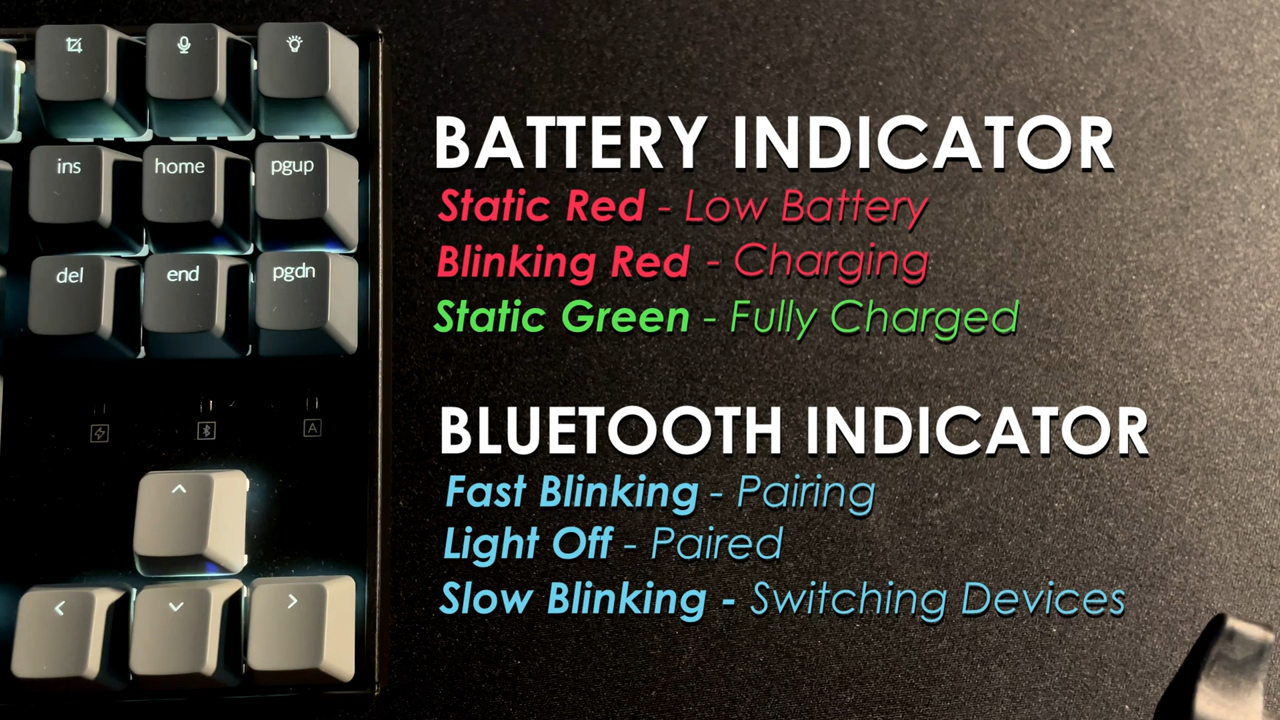 ins home pgup
del end pgdn
A
BATTERY INDICATOR
Static Red - Low Battery
Blinking Red - Charging
Static Green - Fully Charged
BLUETOOTH INDICATOR
Fast Blinking - Pairing
Light Off - Paired
Slow Blinking - Switching Devices